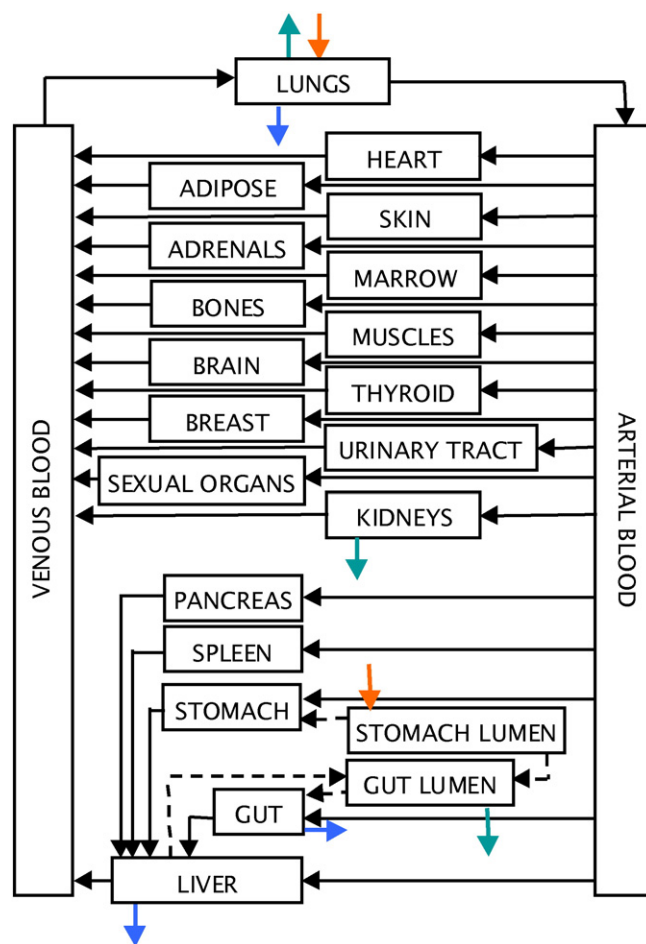 LUNGS
HEART
ADIPOSE
SKIN
ADRENALS
MARROW
BONES
MUSCLES
BRAIN
THYROID
BREAST
URINARY TRACT
SEXUAL ORGANS
KIDNEYS
VENOUS BLOOD
ARTERIAL BLOOD
PANCREAS
SPLEEN
STOMACH
STOMACH LUMEN
GUT LUMEN
GUT
LIVER